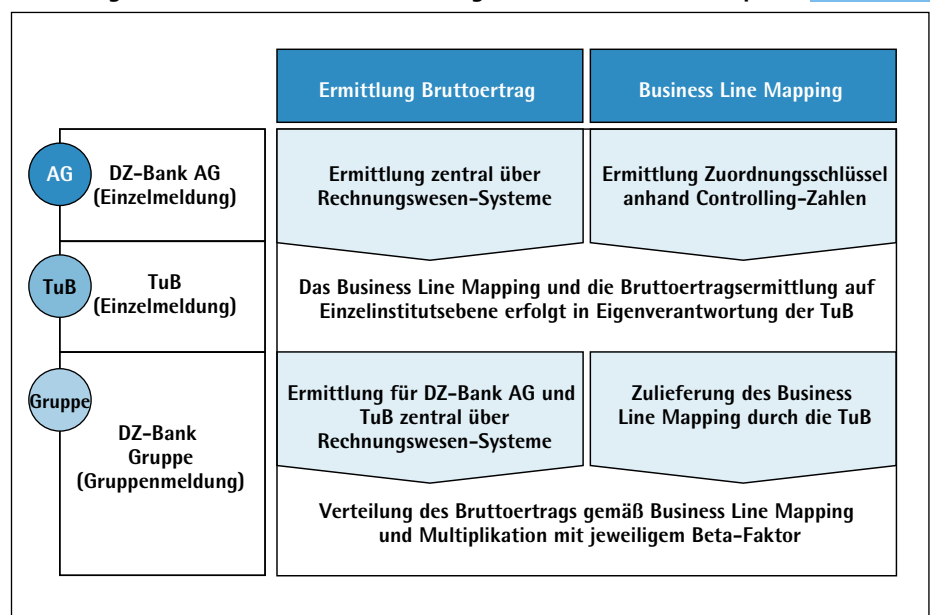 Ermittlung Bruttoertrag
Business Line Mapping
AG
DZ-Bank AG
(Einzelmeldung)
Ermittlung zentral über
Rechnungswesen-Systeme
Ermittlung Zuordnungsschlüssel
anhand Controlling-Zahlen
TuB
TuB
(Einzelmeldung)
Das Business Line Mapping und die Bruttoertragsermittlung auf
Einzelinstitutsebene erfolgt in Eigenverantwortung der TuB
Gruppe
DZ-Bank
Gruppe
(Gruppenmeldung)
Ermittlung für DZ-Bank AG und
TuB zentral über
Rechnungswesen-Systeme
Zulieferung des Business
Line Mapping durch die TuB
Verteilung des Bruttoertrags gemäß Business Line Mapping
und Multiplikation mit jeweiligem Beta-Faktor